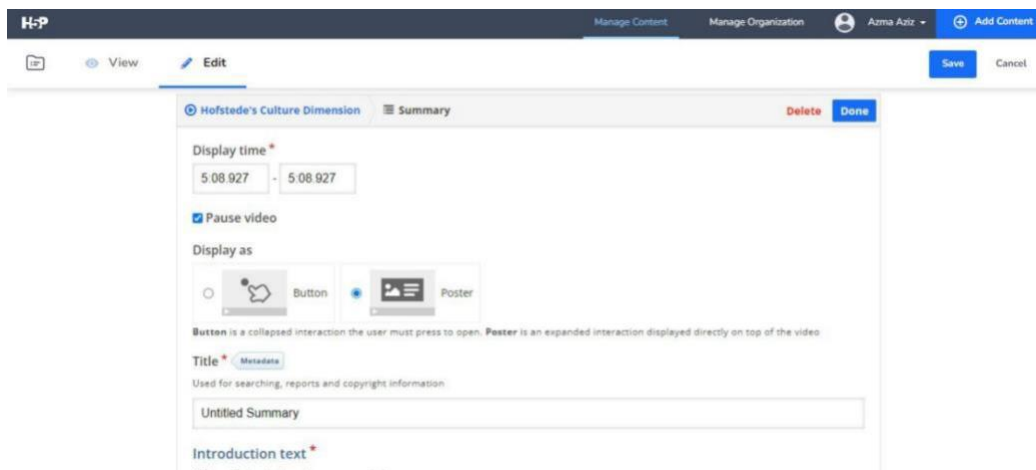 H5P Manage Content Manage Organization Azma Aziz Add Content
View Edit Save Cancel
Hofstede's Culture Dimension Summary Delete Done
Display time *
5:08.927 - 5:08.927
Pause video
Display as
Button Poster
Button is a collapsed interaction the user must press to open. Poster is an expanded interaction displayed directly on top of the video
Title * Metadata
Used for searching, reports and copyright information
Untitled Summary
Introduction text *